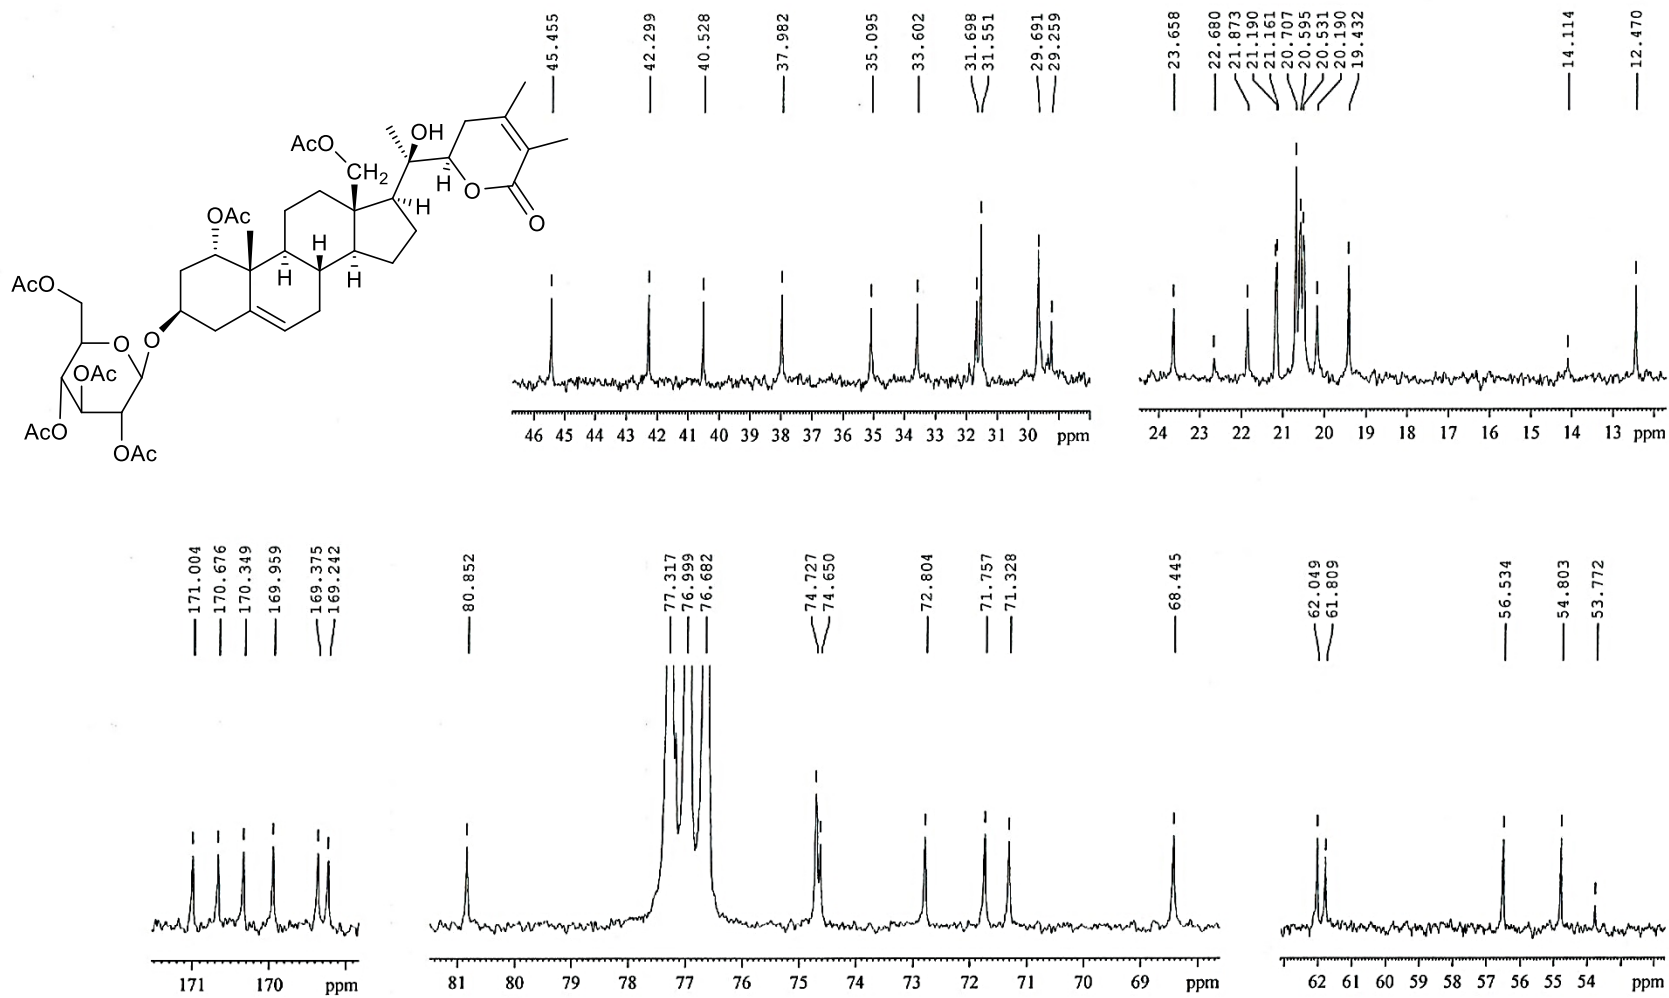 45.455
42.299
40.528
37.982
35.095
33.602
31.698
31.551
29.691
29.259
23.658
22.680
21.873
21.190
21.161
20.707
20.595
20.531
20.190
19.432
14.114
12.470
AcO
CH2
OH
H
O
O
H
OAc
H
H
H
AcO
O
O
OAc
AcO
OAc
46 45 44 43 42 41 40 39 38 37 36 35 34 33 32 31 30 ppm
24 23 22 21 20 19 18 17 16 15 14 13 ppm
171.004
170.676
170.349
169.959
169.375
169.242
80.852
77.317
76.999
76.682
74.727
74.650
72.804
71.757
71.328
68.445
62.049
61.809
56.534
54.803
53.772
171 170 ppm
81 80 79 78 77 76 75 74 73 72 71 70 69 ppm
62 61 60 59 58 57 56 55 54 ppm